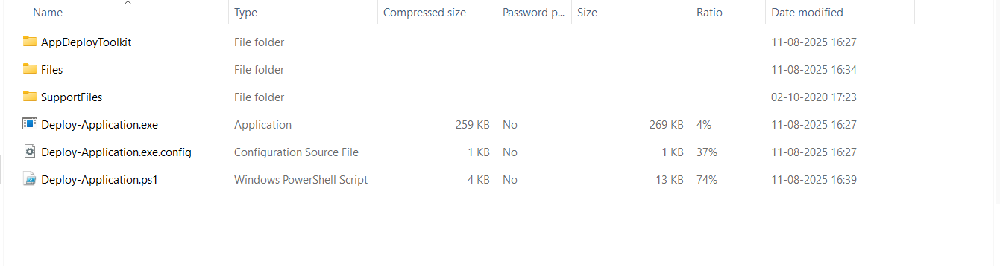 Name Type Compressed size Password p... Size Ratio Date modified
AppDeployToolkit File folder 11-08-2025 16:27
Files File folder 11-08-2025 16:34
SupportFiles File folder 02-10-2020 17:23
Deploy-Application.exe Application 259 KB No 269 KB 4% 11-08-2025 16:27
Deploy-Application.exe.config Configuration Source File 1 KB No 1 KB 37% 11-08-2025 16:27
Deploy-Application.ps1 Windows PowerShell Script 4 KB No 13 KB 74% 11-08-2025 16:39